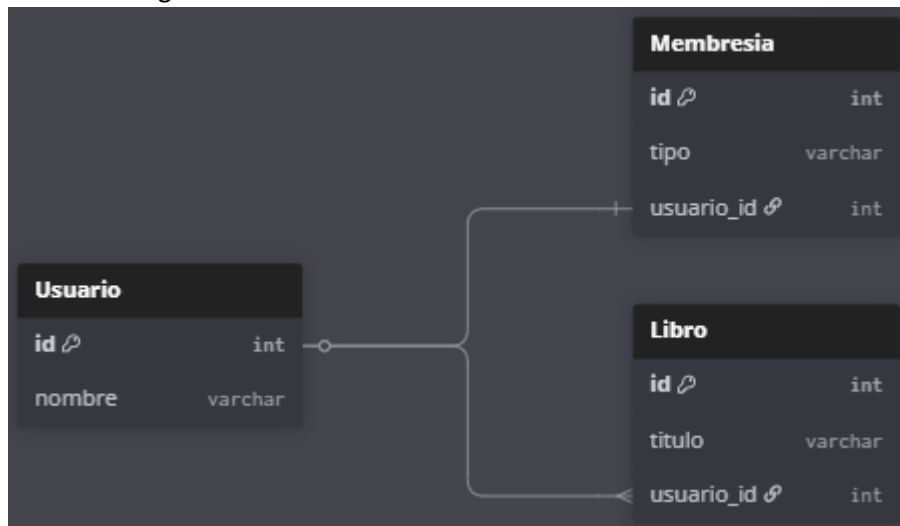 Membresia
id int
tipo varchar
usuario_id int
Usuario
id int
nombre varchar
Libro
id int
titulo varchar
usuario_id int